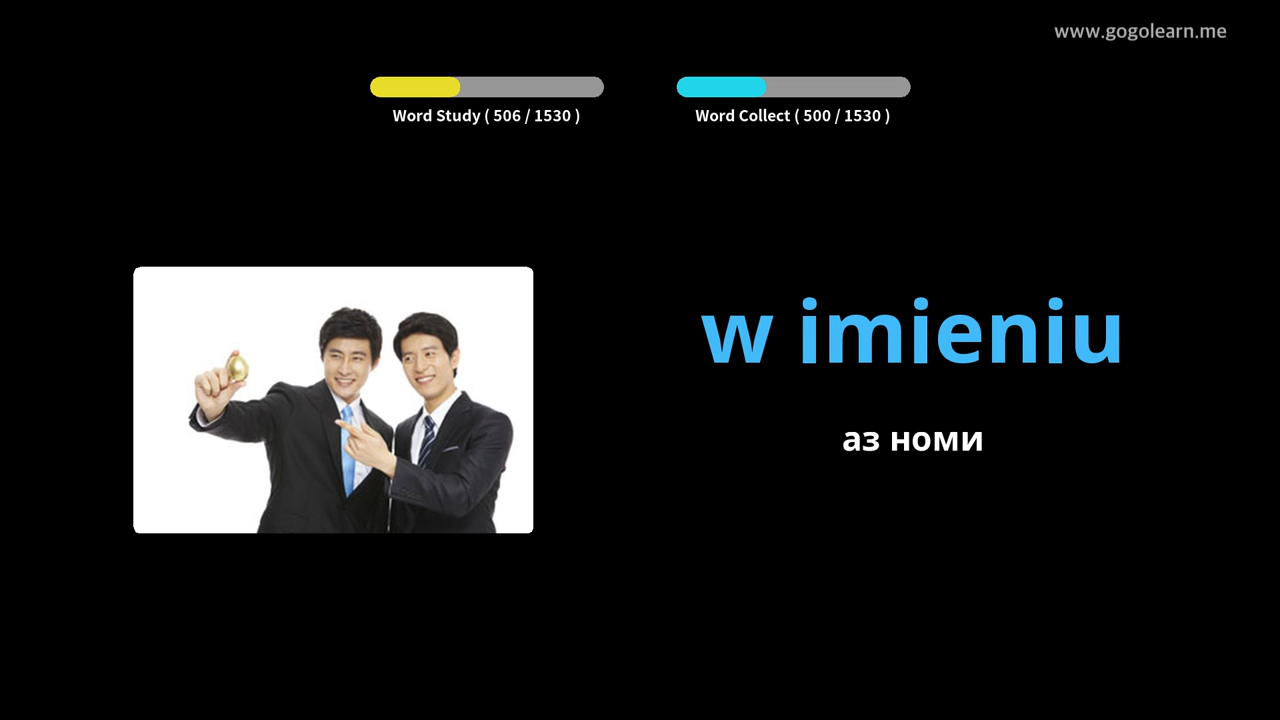 www.gogolearn.me
Word Study ( 506 / 1530 )
Word Collect ( 500 / 1530 )
w imieniu
аз номи